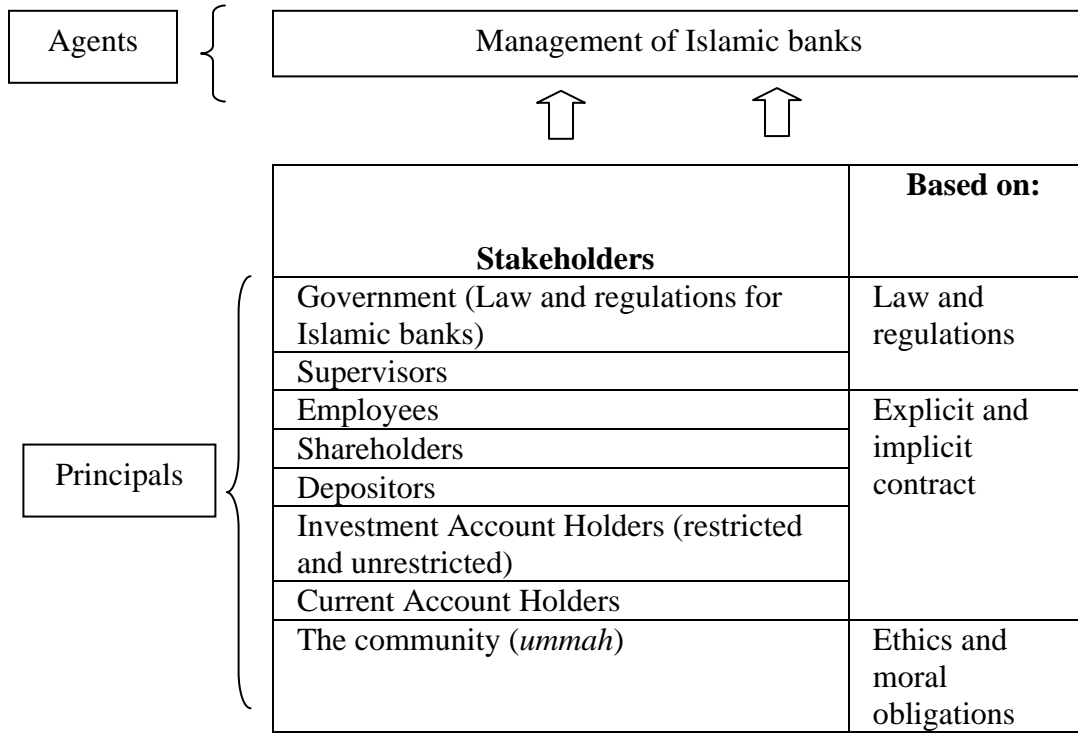 Agents
Management of Islamic banks
Based on:
Stakeholders
Principals
Government (Law and regulations for
Islamic banks)
Law and
regulations
Supervisors
Employees
Explicit and
implicit
contract
Shareholders
Depositors
Investment Account Holders (restricted
and unrestricted)
Current Account Holders
The community (ummah)
Ethics and
moral
obligations